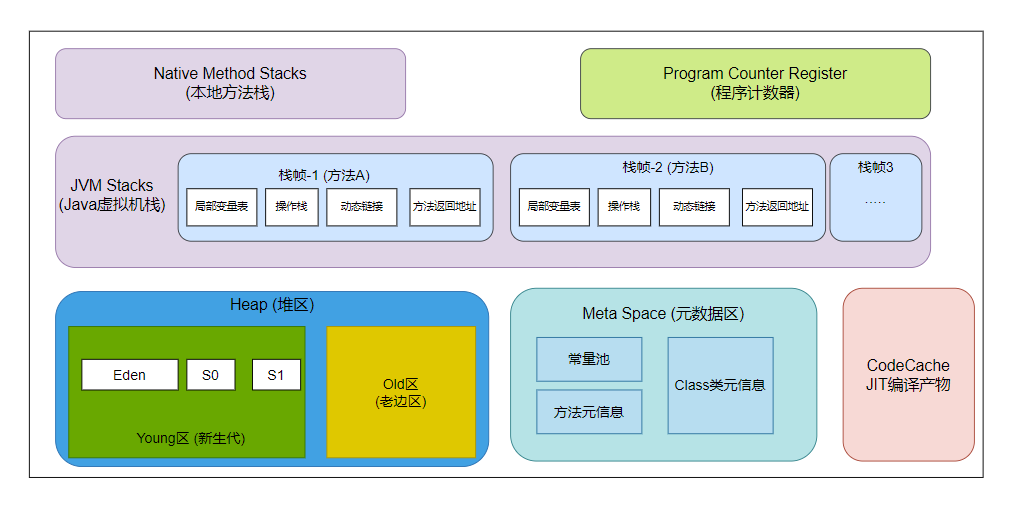 Native Method Stacks
(本地方法栈)
Program Counter Register
(程序计数器)
JVM Stacks
(Java虚拟机栈)
栈帧-1 (方法A)
局部变量表
操作栈
动态链接
方法返回地址
栈帧-2 (方法B)
局部变量表
操作栈
动态链接
方法返回地址
栈帧3
.....
Heap (堆区)
Eden
S0
S1
Young区 (新生代)
Old区
(老边区)
Meta Space (元数据区)
常量池
方法元信息
Class类元信息
CodeCache
JIT编译产物